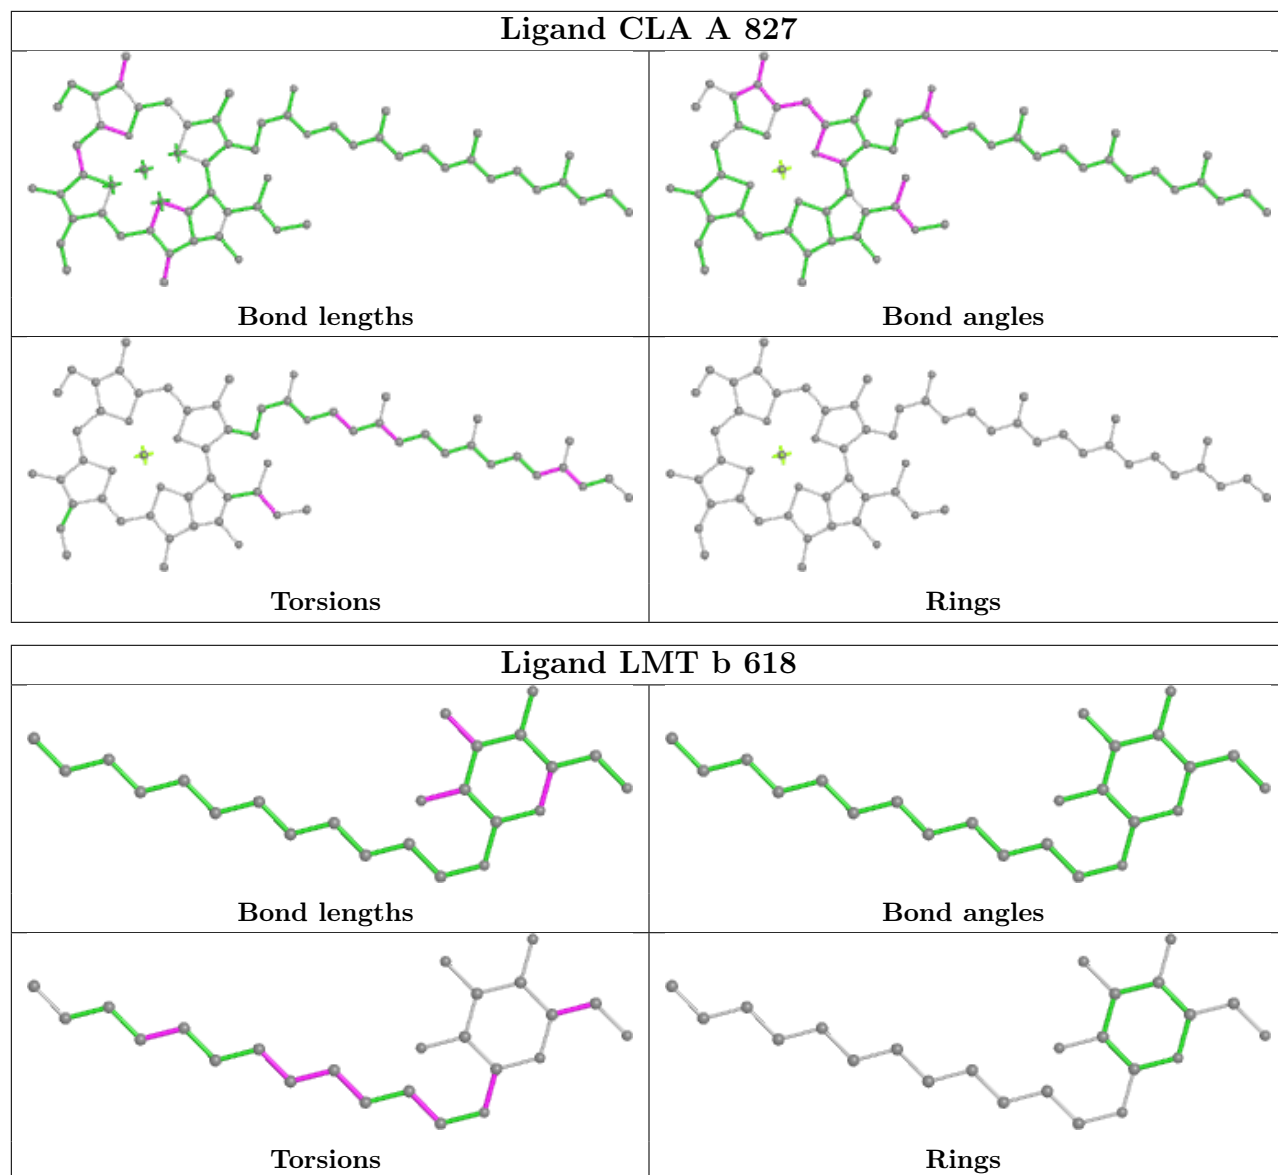 Ligand CLA A 827
Bond lengths
Bond angles
Torsions
Rings
Ligand LMT b 618
Bond lengths
Bond angles
Torsions
Rings